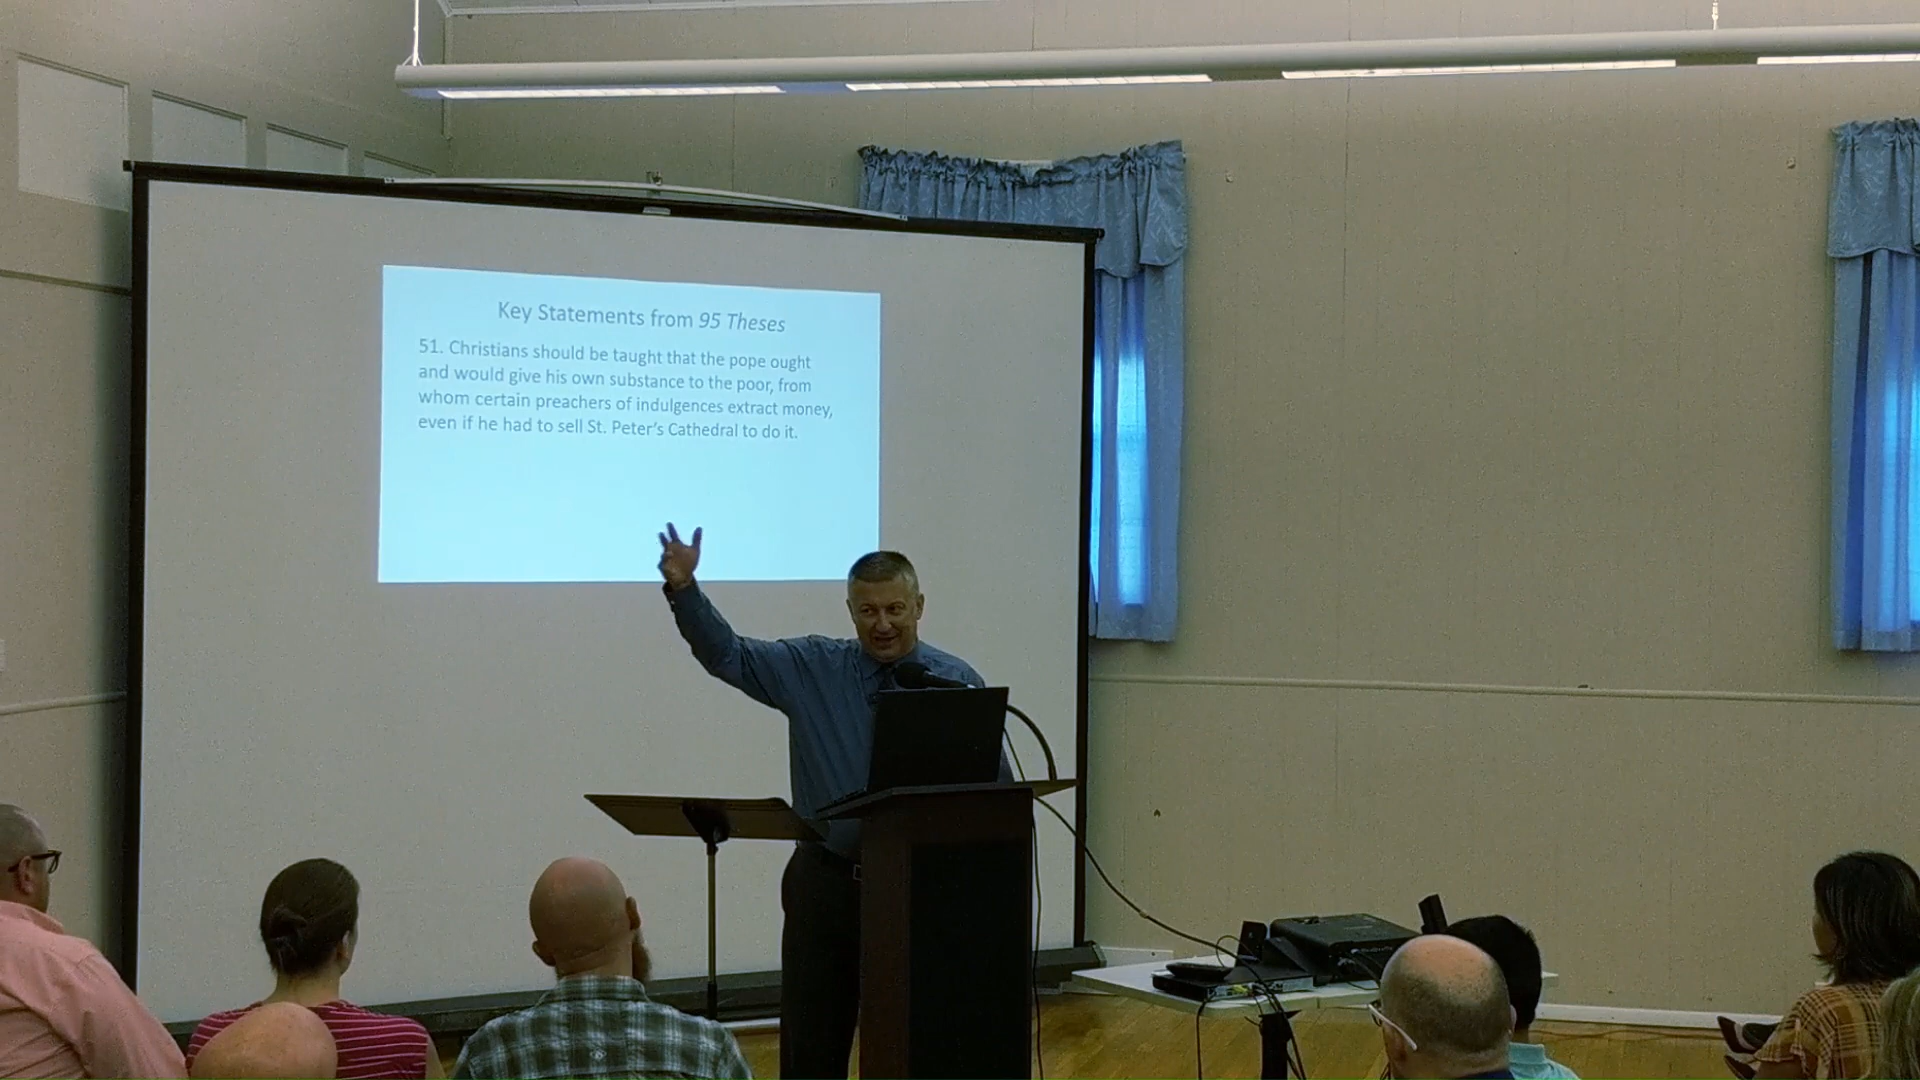 Key Statements from 95 Theses
51. Christians should be taught that the pope ought
and would give his own substance to the poor, from
whom certain preachers of indulgences extract money,
even if he had to sell St. Peter's Cathedral to do it.